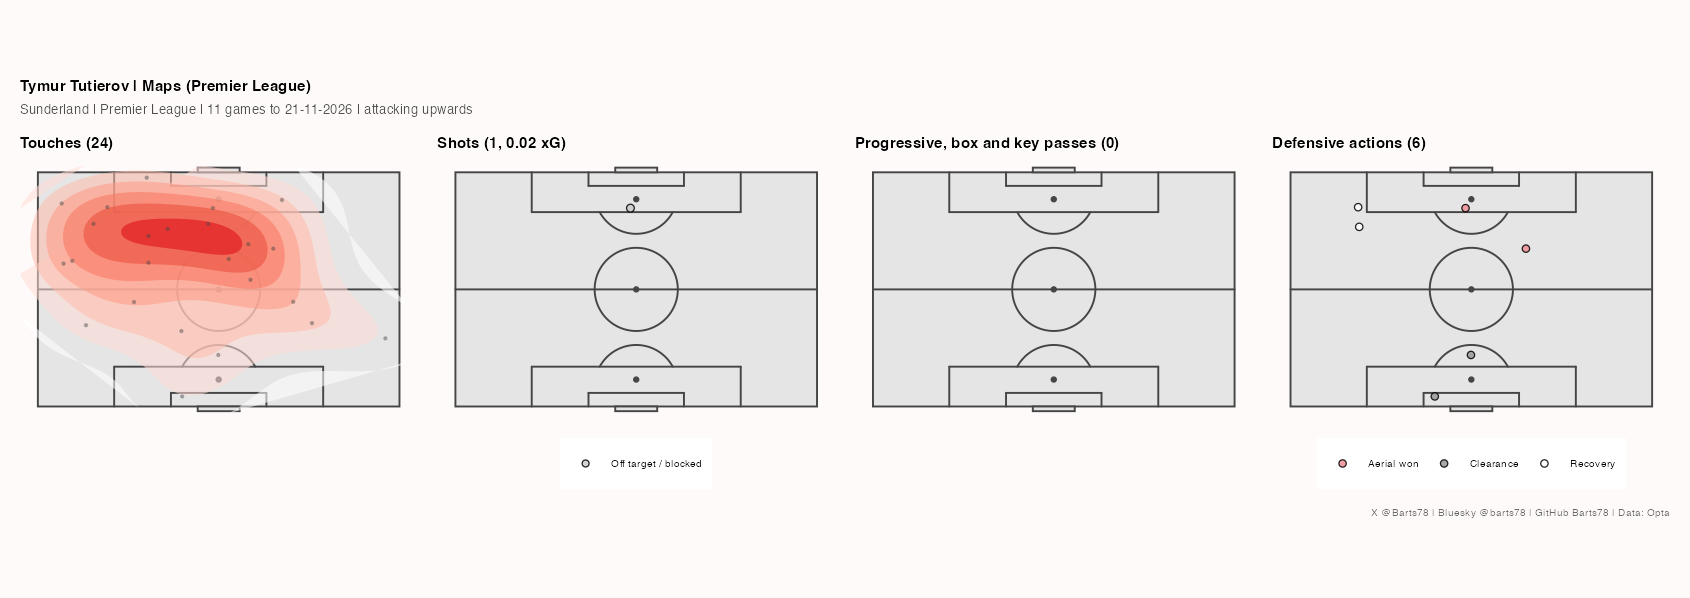 Tymur Tutierov | Maps (Premier League)
Sunderland | Premier League | 11 games to 21-11-2026 | attacking upwards
Touches (24)
Shots (1, 0.02 xG)
Progressive, box and key passes (0)
Defensive actions (6)
Off target / blocked
Aerial won
Clearance
Recovery
X @Barts78 | Bluesky @barts78 | GitHub Barts78 | Data: Opta